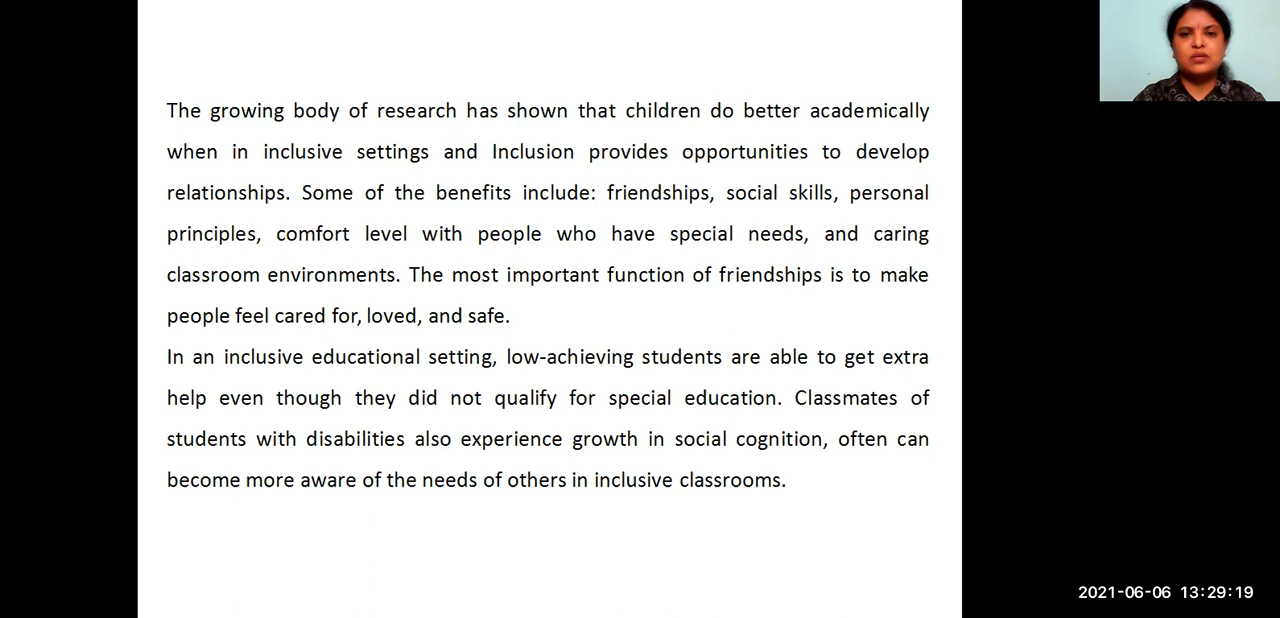 The growing body of research has shown that children do better academically
when in inclusive settings and Inclusion provides opportunities to develop
relationships. Some of the benefits include: friendships, social skills, personal
principles, comfort level with people who have special needs, and caring
classroom environments. The most important function of friendships is to make
people feel cared for, loved, and safe.
In an inclusive educational setting, low-achieving students are able to get extra
help even though they did not qualify for special education. Classmates of
students with disabilities also experience growth in social cognition, often can
become more aware of the needs of others in inclusive classrooms.
2021-06-06 13:29:19